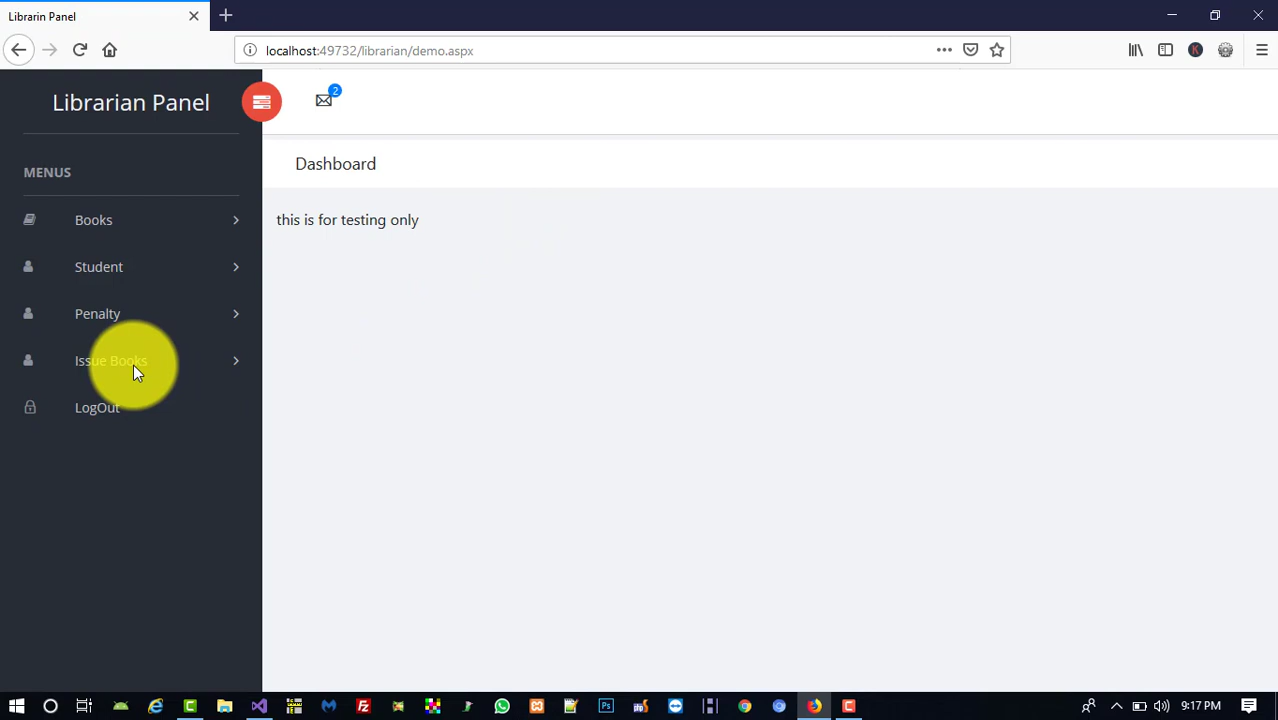 Librarin Panel
localhost:49732/librarian/demo.aspx
Librarian Panel
2
MENUS
Dashboard
Books
this is for testing only
Student
Penalty
Issue Books
LogOut
9:17 PM